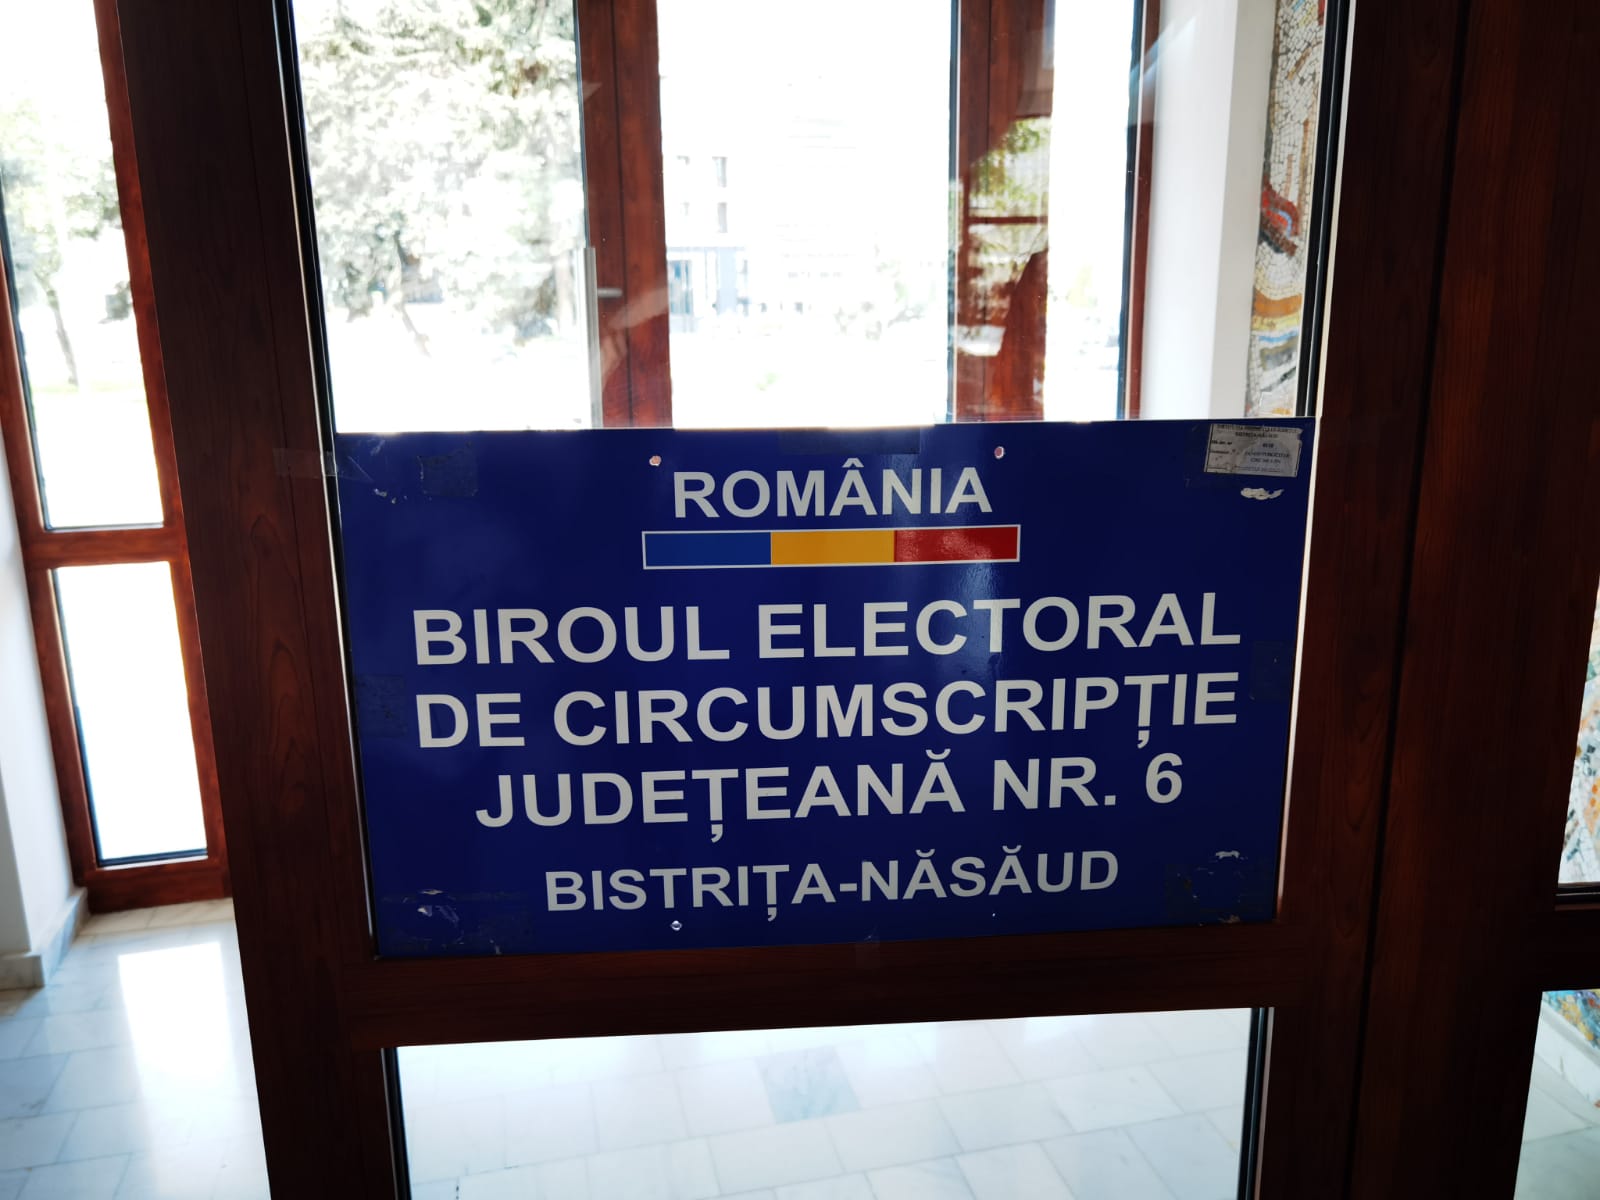 ROMÂNIA
BIROUL ELECTORAL
DE CIRCUMSCRIPȚIE
JUDEȚEANĂ NR. 6
BISTRIȚA-NĂSĂUD